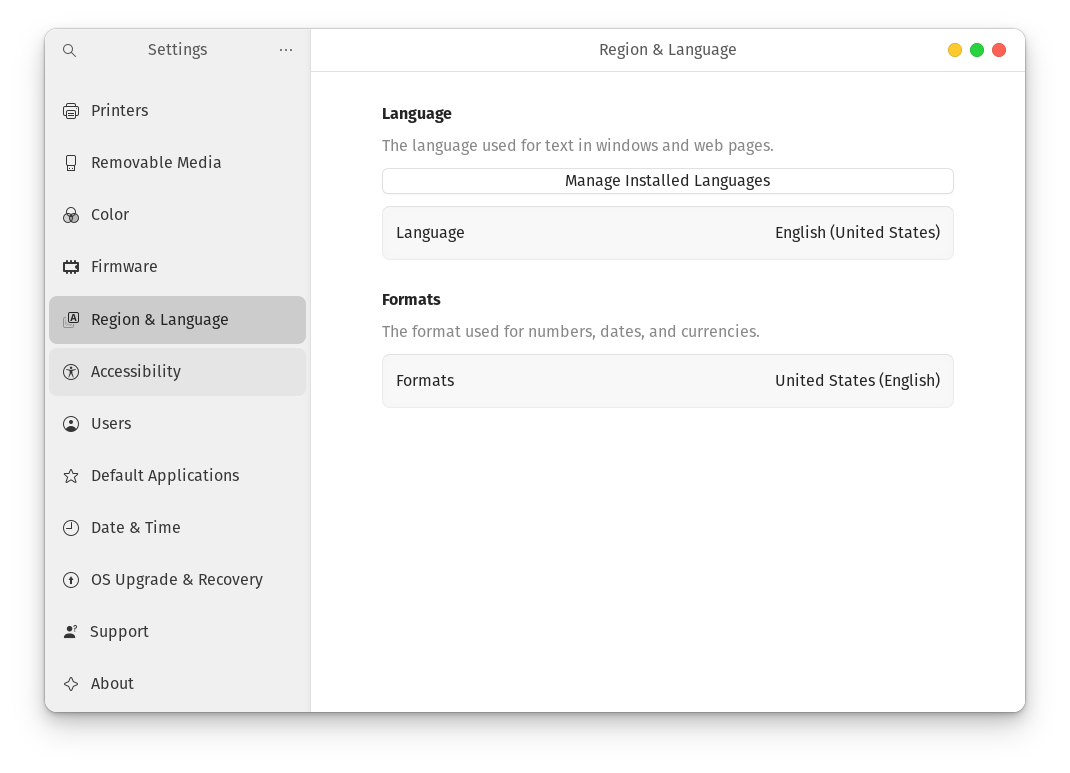 Settings
Region & Language
Printers
Removable Media
Color
Firmware
Region & Language
Accessibility
Users
Default Applications
Date & Time
OS Upgrade & Recovery
Support
About
Language
The language used for text in windows and web pages.
Manage Installed Languages
Language English (United States)
Formats
The format used for numbers, dates, and currencies.
Formats United States (English)